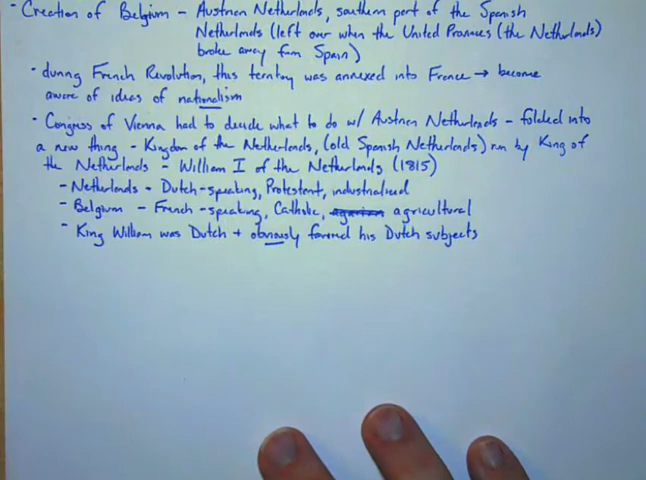 · Creation of Belgium – Austrian Netherlands, southern part of the Spanish
Netherlands (left over when the United Provinces (the Netherlands)
broke away from Spain)
· during French Revolution, this territory was annexed into France → become
aware of ideas of nationalism
· Congress of Vienna had to decide what to do w/ Austrian Netherlands – folded into
a new thing – Kingdom of the Netherlands, (old Spanish Netherlands) run by King of
the Netherlands – William I of the Netherlands (1815)
– Netherlands – Dutch-speaking, Protestant, industrialized
– Belgium – French-speaking, Catholic, agrarian agricultural
– King William was Dutch + obviously favored his Dutch subjects